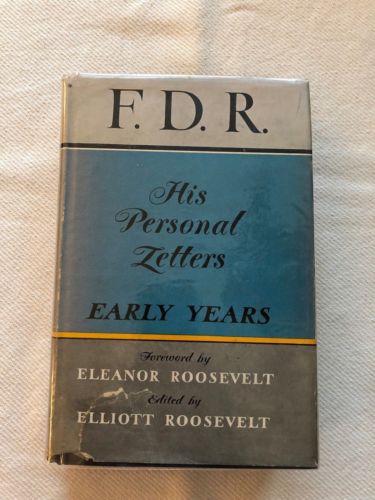 F. D. R.
His
Personal
Letters
EARLY YEARS
Foreword by
ELEANOR ROOSEVELT
Edited by
ELLIOTT ROOSEVELT